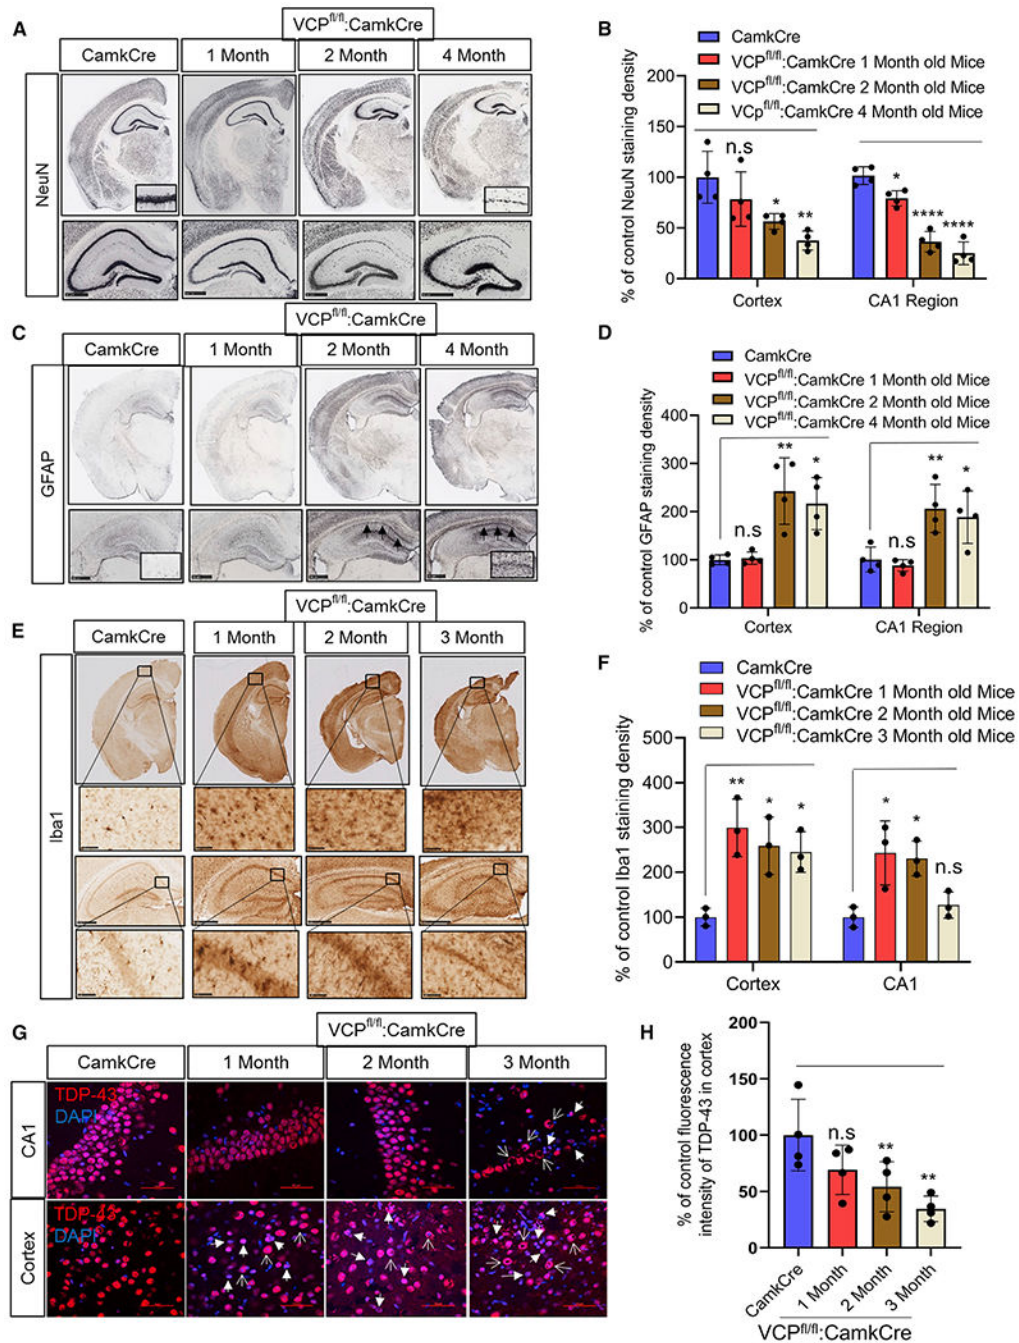 A
VCPfl/fl:CamkCre
CamkCre 1 Month 2 Month 4 Month
NeuN
B
CamkCre
VCPfl/fl:CamkCre 1 Month old Mice
VCPfl/fl:CamkCre 2 Month old Mice
VCpfl/fl:CamkCre 4 Month old Mice
% of control NeuN staining density
200
150
100
50
0
n.s * ** * **** ****
Cortex CA1 Region
C
VCPfl/fl:CamkCre
CamkCre 1 Month 2 Month 4 Month
GFAP
D
CamkCre
VCPfl/fl:CamkCre 1 Month old Mice
VCPfl/fl:CamkCre 2 Month old Mice
VCPfl/fl:CamkCre 4 Month old Mice
% of control GFAP staining density
400
300
200
100
0
n.s ** * n.s ** *
Cortex CA1 Region
E
VCPfl/fl:CamkCre
CamkCre 1 Month 2 Month 3 Month
Iba1
F
CamkCre
VCPfl/fl:CamkCre 1 Month old Mice
VCPfl/fl:CamkCre 2 Month old Mice
VCPfl/fl:CamkCre 3 Month old Mice
% of control Iba1 staining density
500
400
300
200
100
0
** * * * * n.s
Cortex CA1
G
VCPfl/fl:CamkCre
CamkCre 1 Month 2 Month 3 Month
CA1
TDP-43
DAPI
Cortex
TDP-43
DAPI
H
% of control fluorescence
intensity of TDP-43 in cortex
200
150
100
50
0
n.s ** **
CamkCre 1 Month 2 Month 3 Month
VCPfl/fl:CamkCre